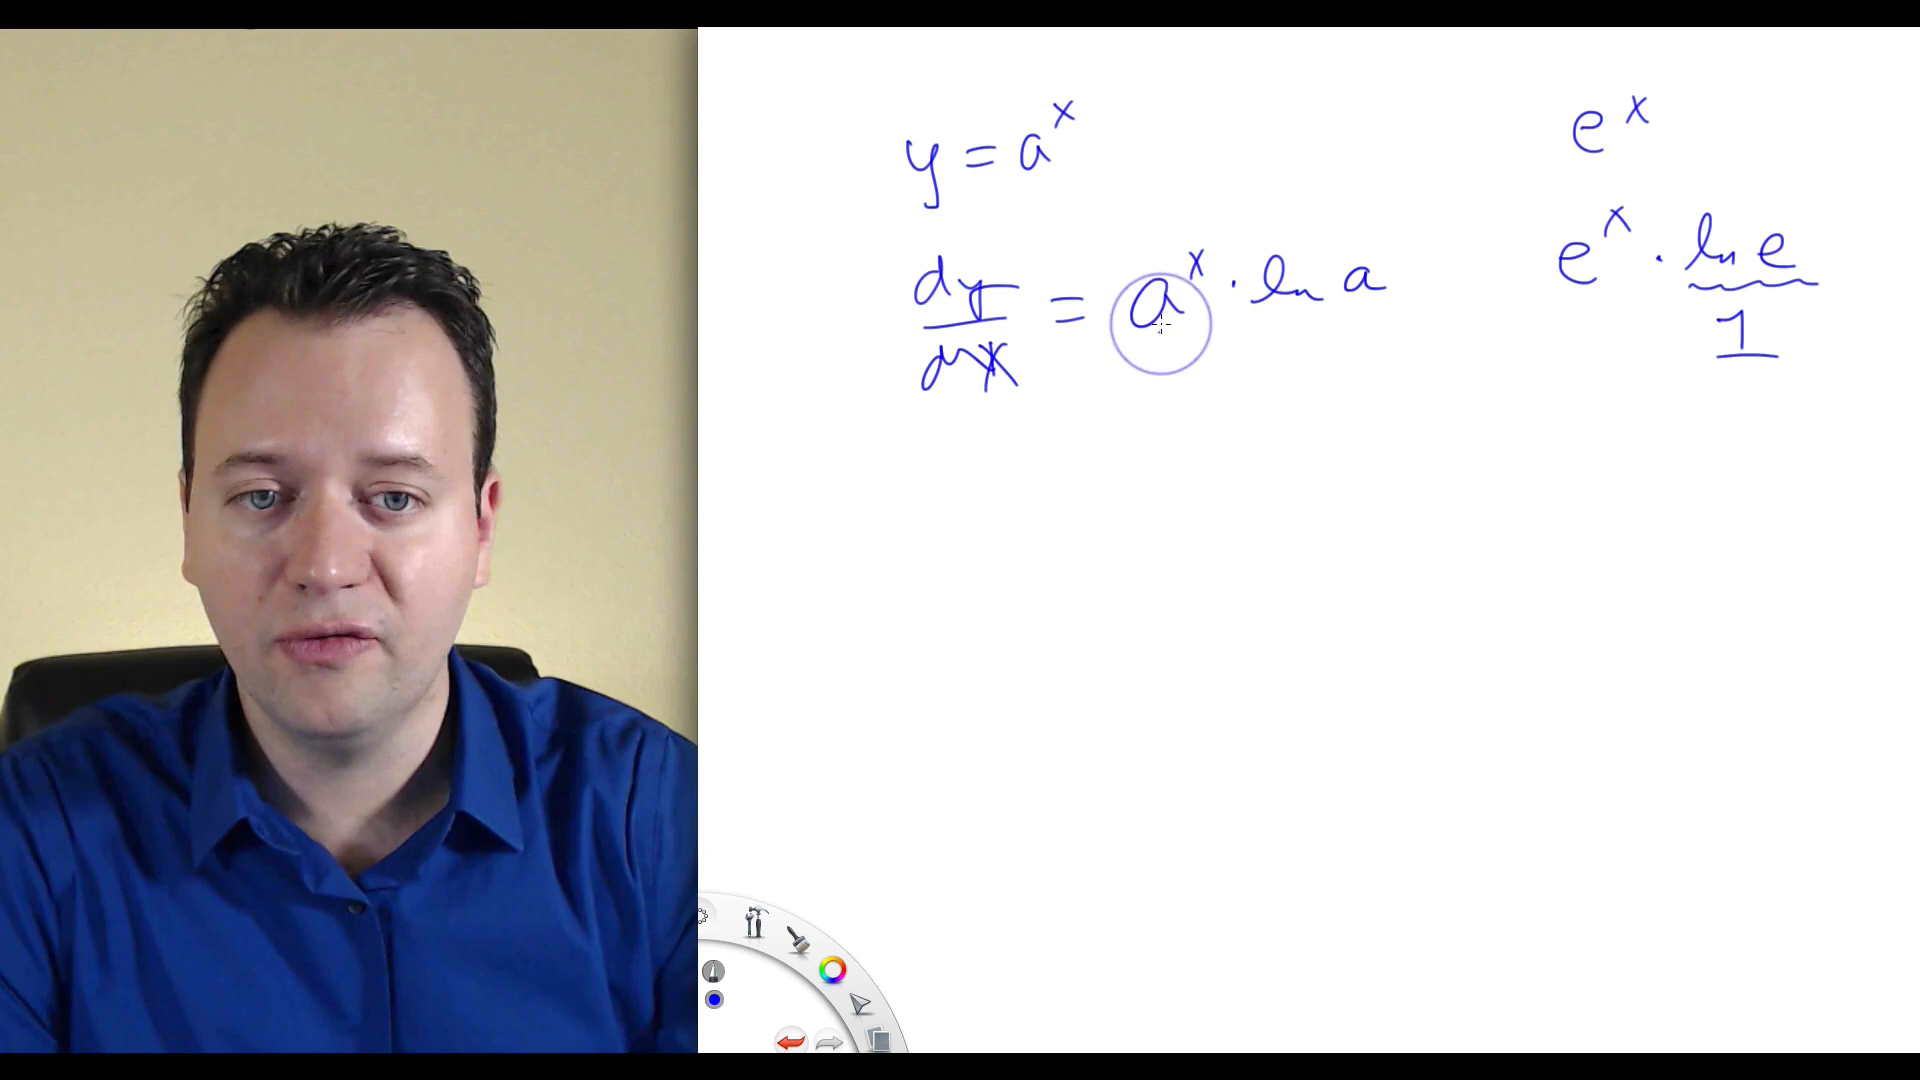 y = a^x
dy/dx = a^x · ln a
e^x
e^x · ln e
1